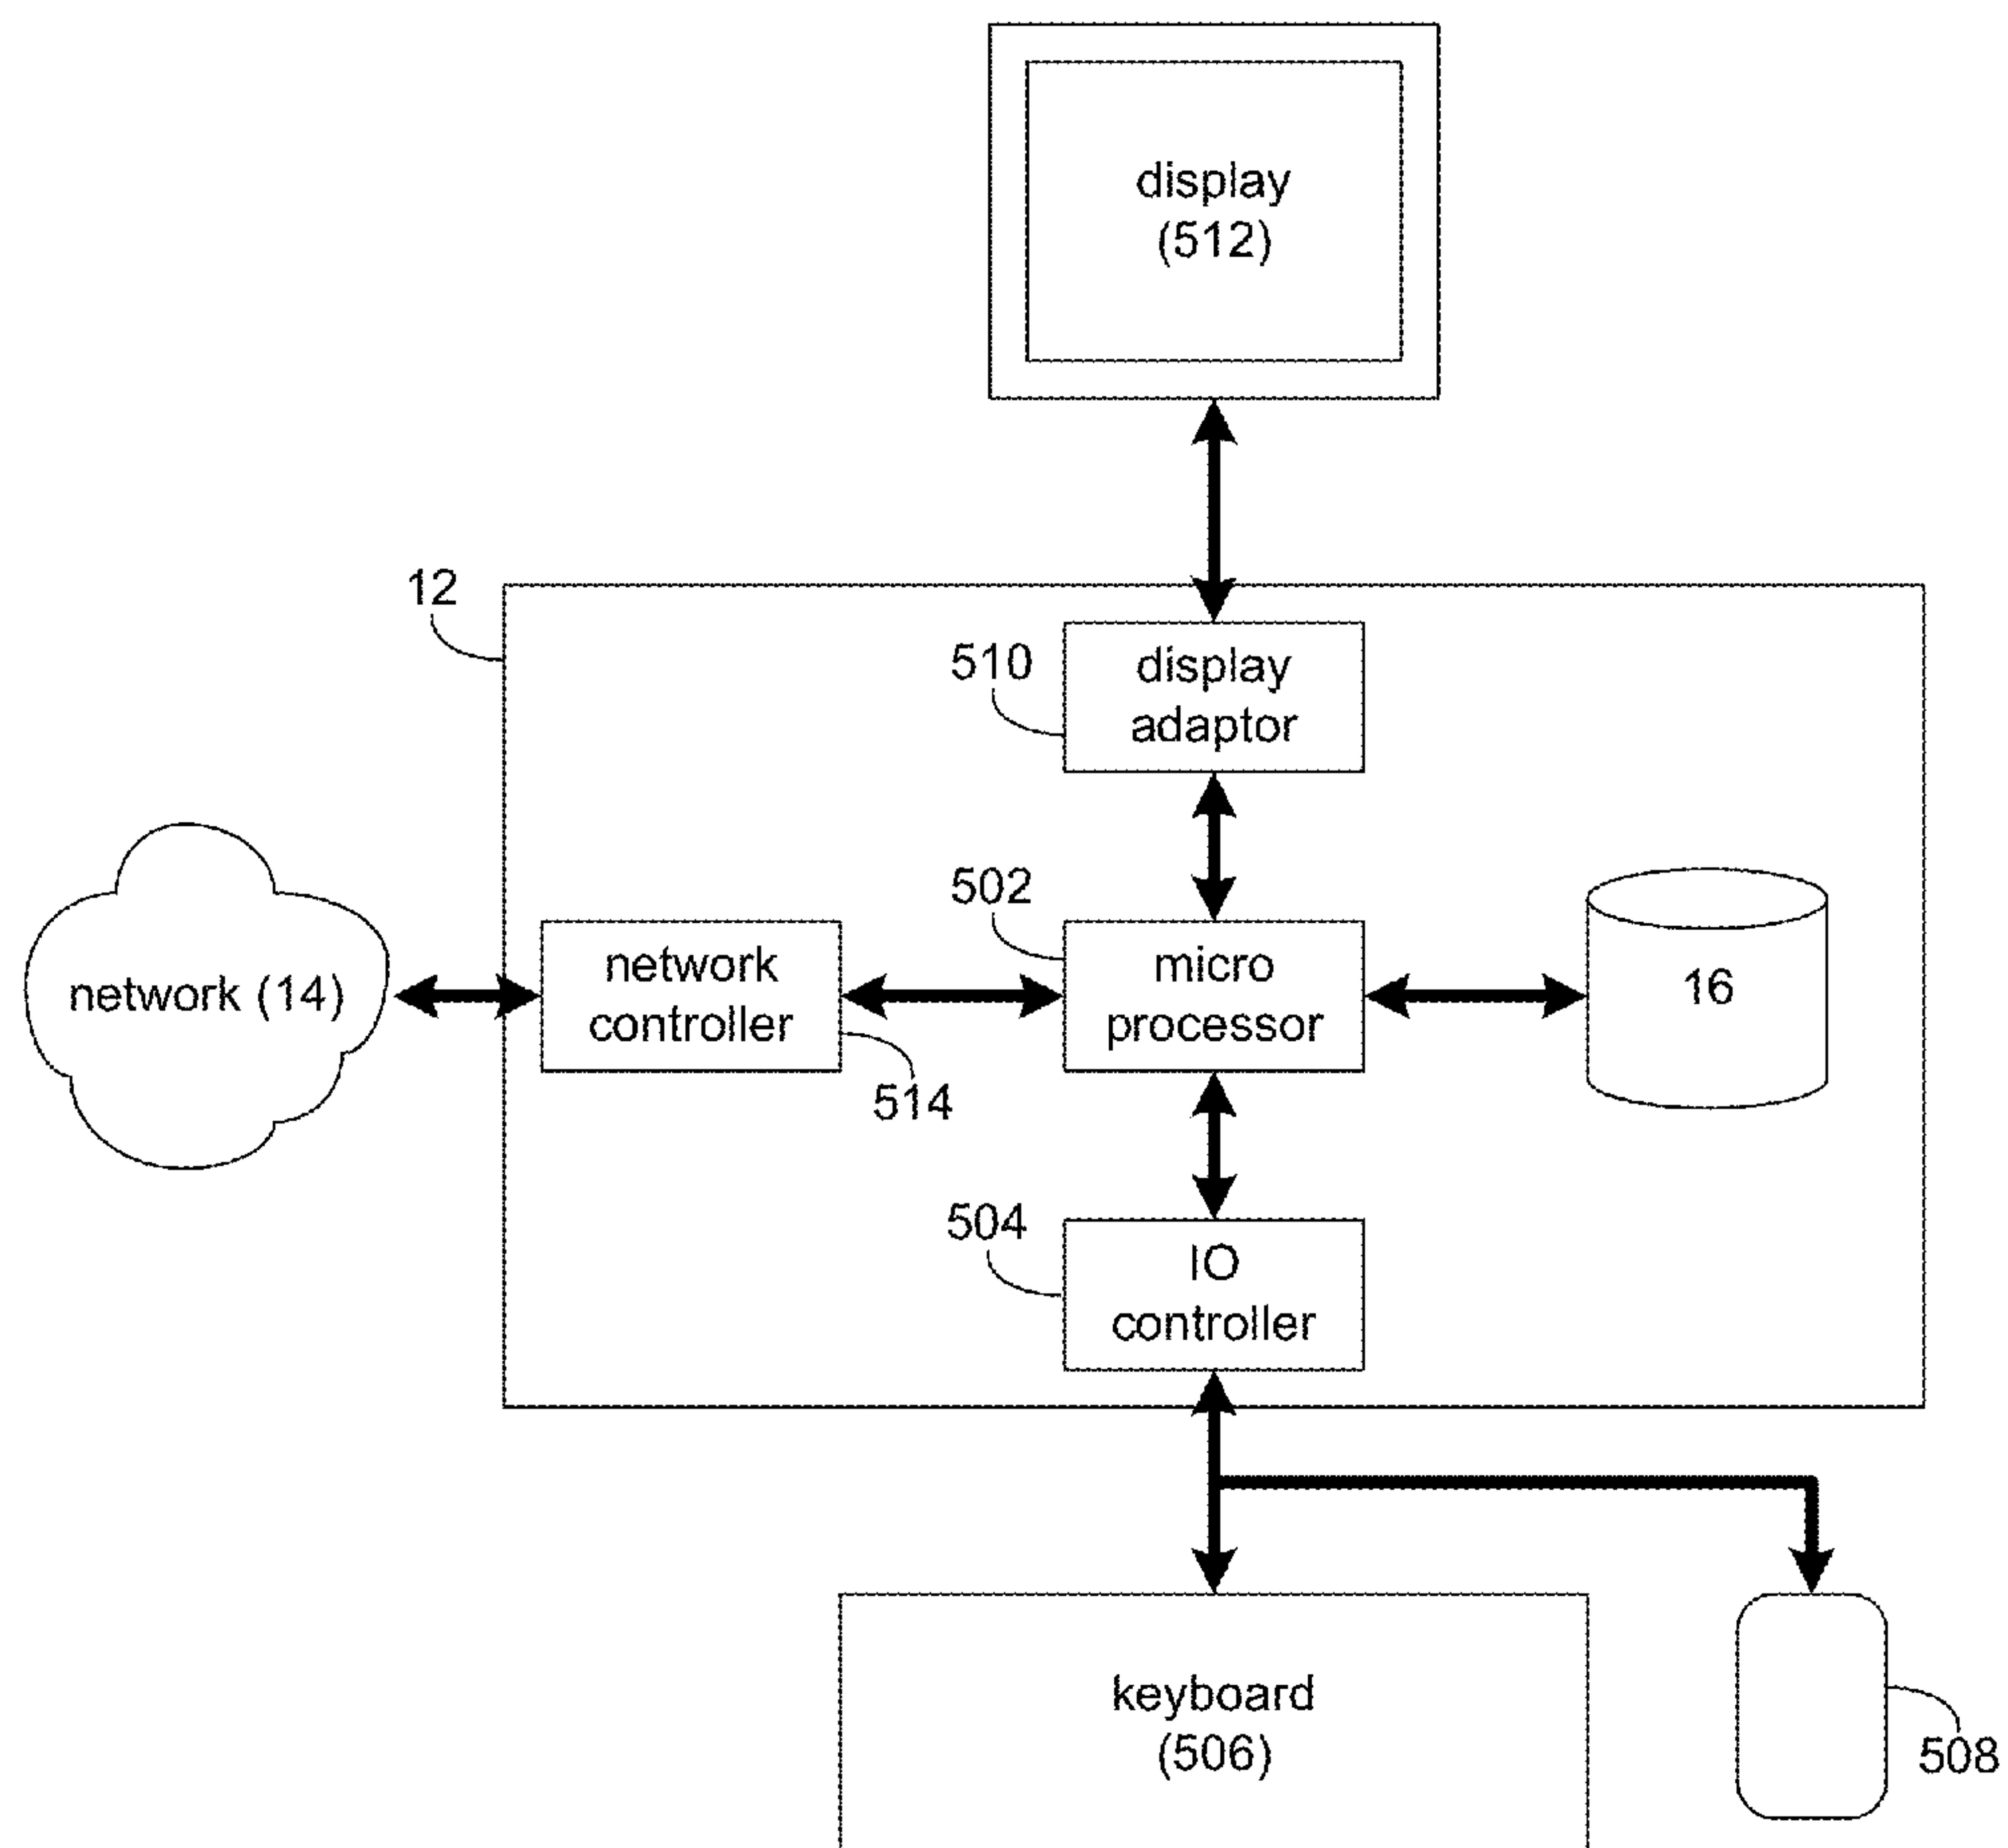 display
(512)
12
510
display
adaptor
502
network (14)
network
controller
micro
processor
16
514
504
IO
controller
keyboard
(506)
508